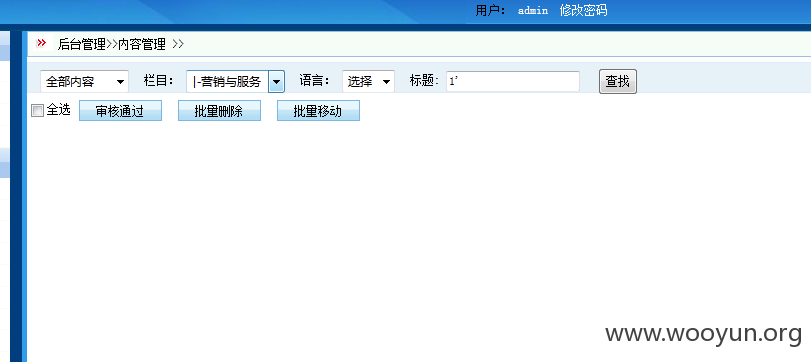 用户： admin 修改密码
后台管理>>内容管理 >>
全部内容 栏目： |-营销与服务 语言： 选择 标题： 1' 查找
全选 审核通过 批量删除 批量移动
www.wooyun.org